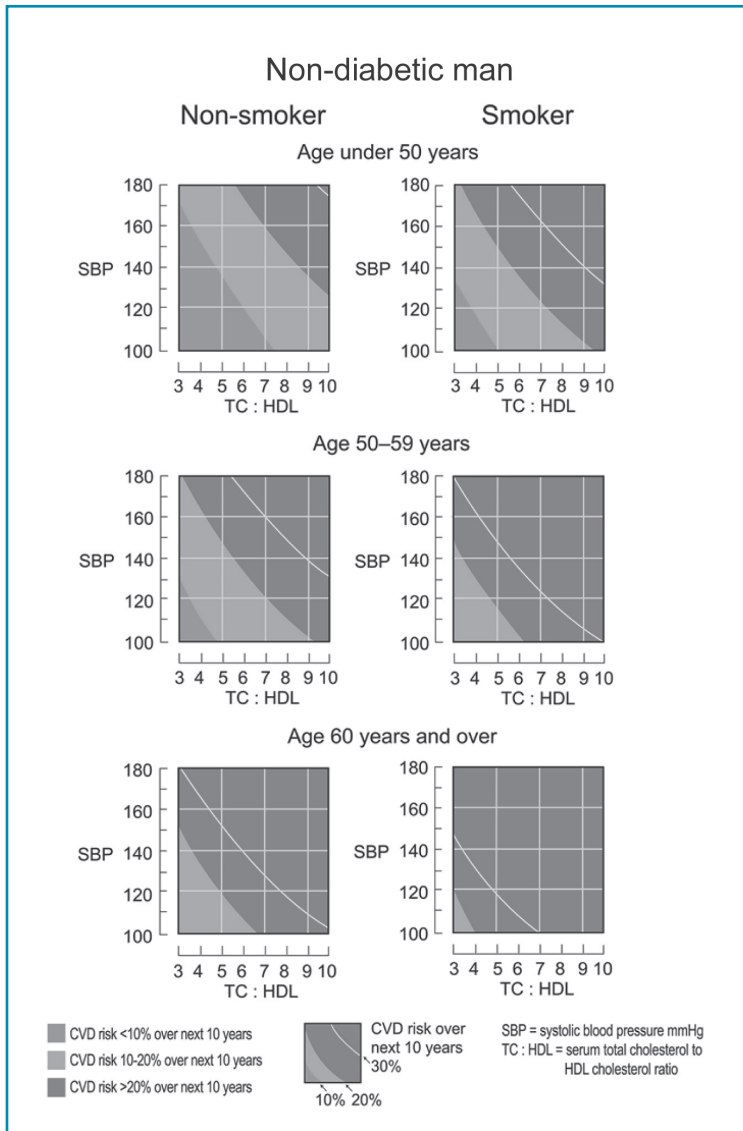 Non-diabetic man
Non-smoker Smoker
Age under 50 years
180 180
160 160
SBP 140 SBP 140
120 120
100 100
3 4 5 6 7 8 9 10 3 4 5 6 7 8 9 10
TC : HDL TC : HDL
Age 50–59 years
180 180
160 160
SBP 140 SBP 140
120 120
100 100
3 4 5 6 7 8 9 10 3 4 5 6 7 8 9 10
TC : HDL TC : HDL
Age 60 years and over
180 180
160 160
SBP 140 SBP 140
120 120
100 100
3 4 5 6 7 8 9 10 3 4 5 6 7 8 9 10
TC : HDL TC : HDL
CVD risk <10% over next 10 years
CVD risk 10-20% over next 10 years
CVD risk >20% over next 10 years
CVD risk over
next 10 years
30%
10% 20%
SBP = systolic blood pressure mmHg
TC : HDL = serum total cholesterol to
HDL cholesterol ratio